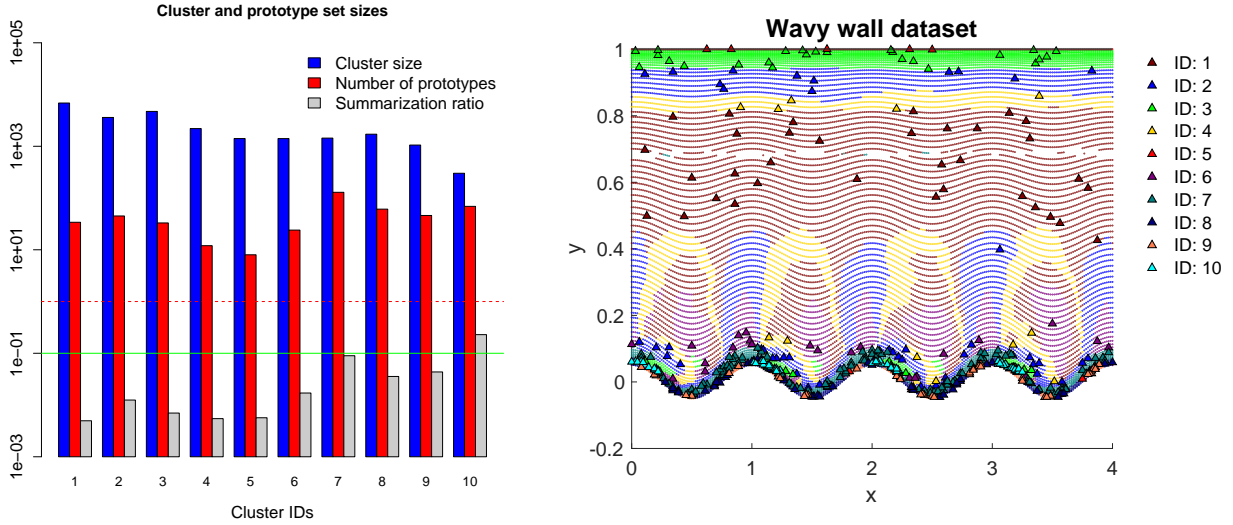 Cluster and prototype set sizes
1e+05
1e+03
1e+01
1e−01
1e−03
Cluster size
Number of prototypes
Summarization ratio
1 2 3 4 5 6 7 8 9 10
Cluster IDs
Wavy wall dataset
1
0.8
0.6
0.4
0.2
0
-0.2
y
0 1 2 3 4
x
ID: 1
ID: 2
ID: 3
ID: 4
ID: 5
ID: 6
ID: 7
ID: 8
ID: 9
ID: 10